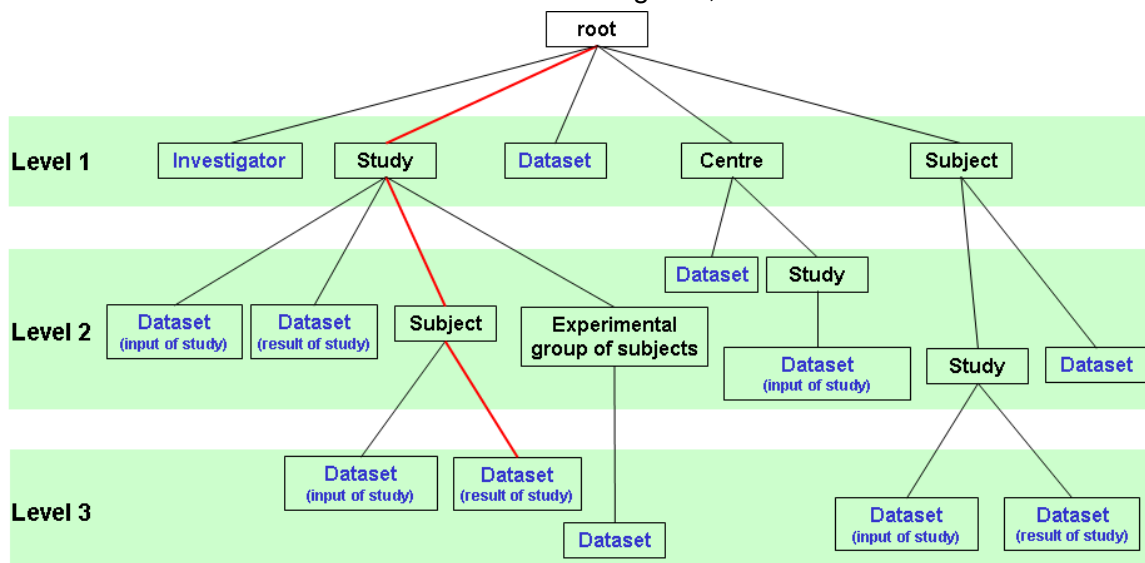 root
Level 1
Investigator
Study
Dataset
Centre
Subject
Level 2
Dataset
(input of study)
Dataset
(result of study)
Subject
Experimental
group of subjects
Dataset
Study
Dataset
(input of study)
Study
Dataset
Level 3
Dataset
(input of study)
Dataset
(result of study)
Dataset
Dataset
(input of study)
Dataset
(result of study)